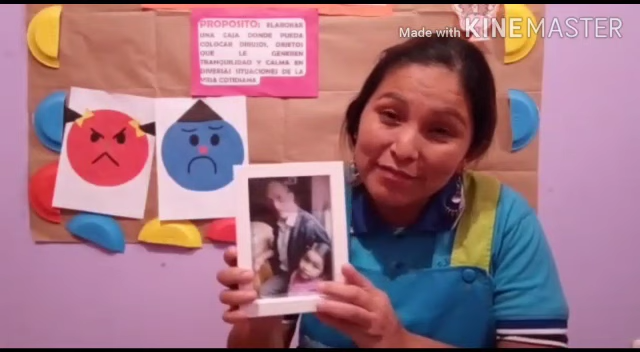 Made with KINEMASTER
PROPOSITO: ELABORAR
UNA CAJA DONDE PUEDA
COLOCAR DIBUJOS, OBJETOS
QUE LE GENEREN
TRANQUILIDAD Y CALMA EN
DIVERSAS SITUACIONES DE LA
VIDA COTIDIANA.